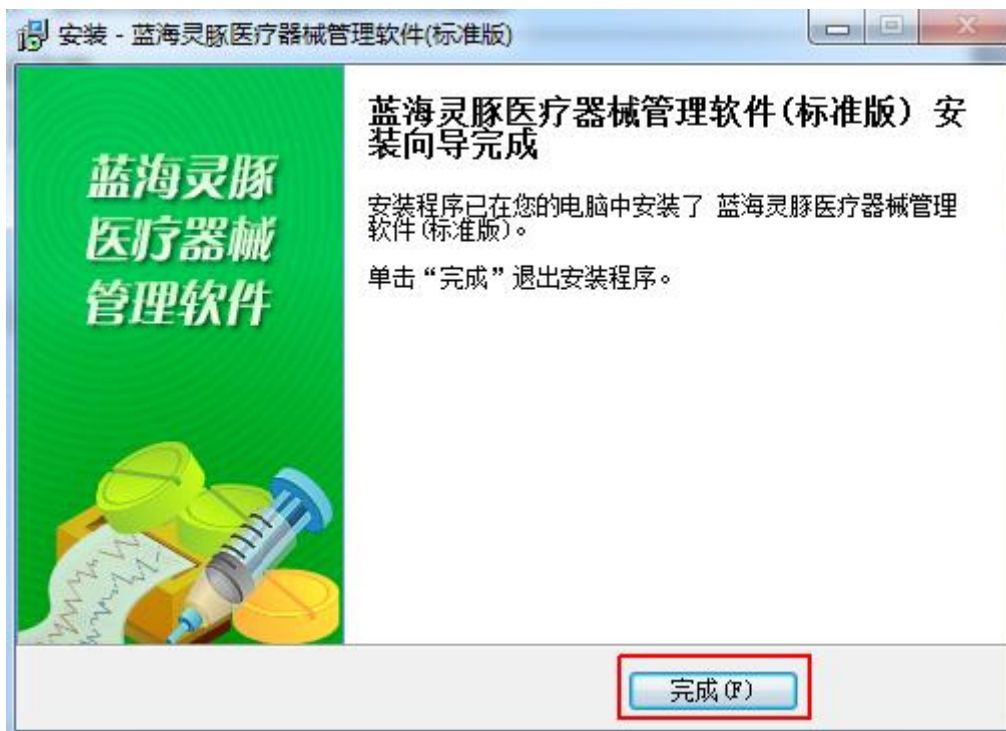 安装 - 蓝海灵豚医疗器械管理软件(标准版)
蓝海灵豚
医疗器械
管理软件
蓝海灵豚医疗器械管理软件(标准版) 安
装向导完成
安装程序已在您的电脑中安装了 蓝海灵豚医疗器械管理
软件(标准版)。
单击“完成”退出安装程序。
完成(F)